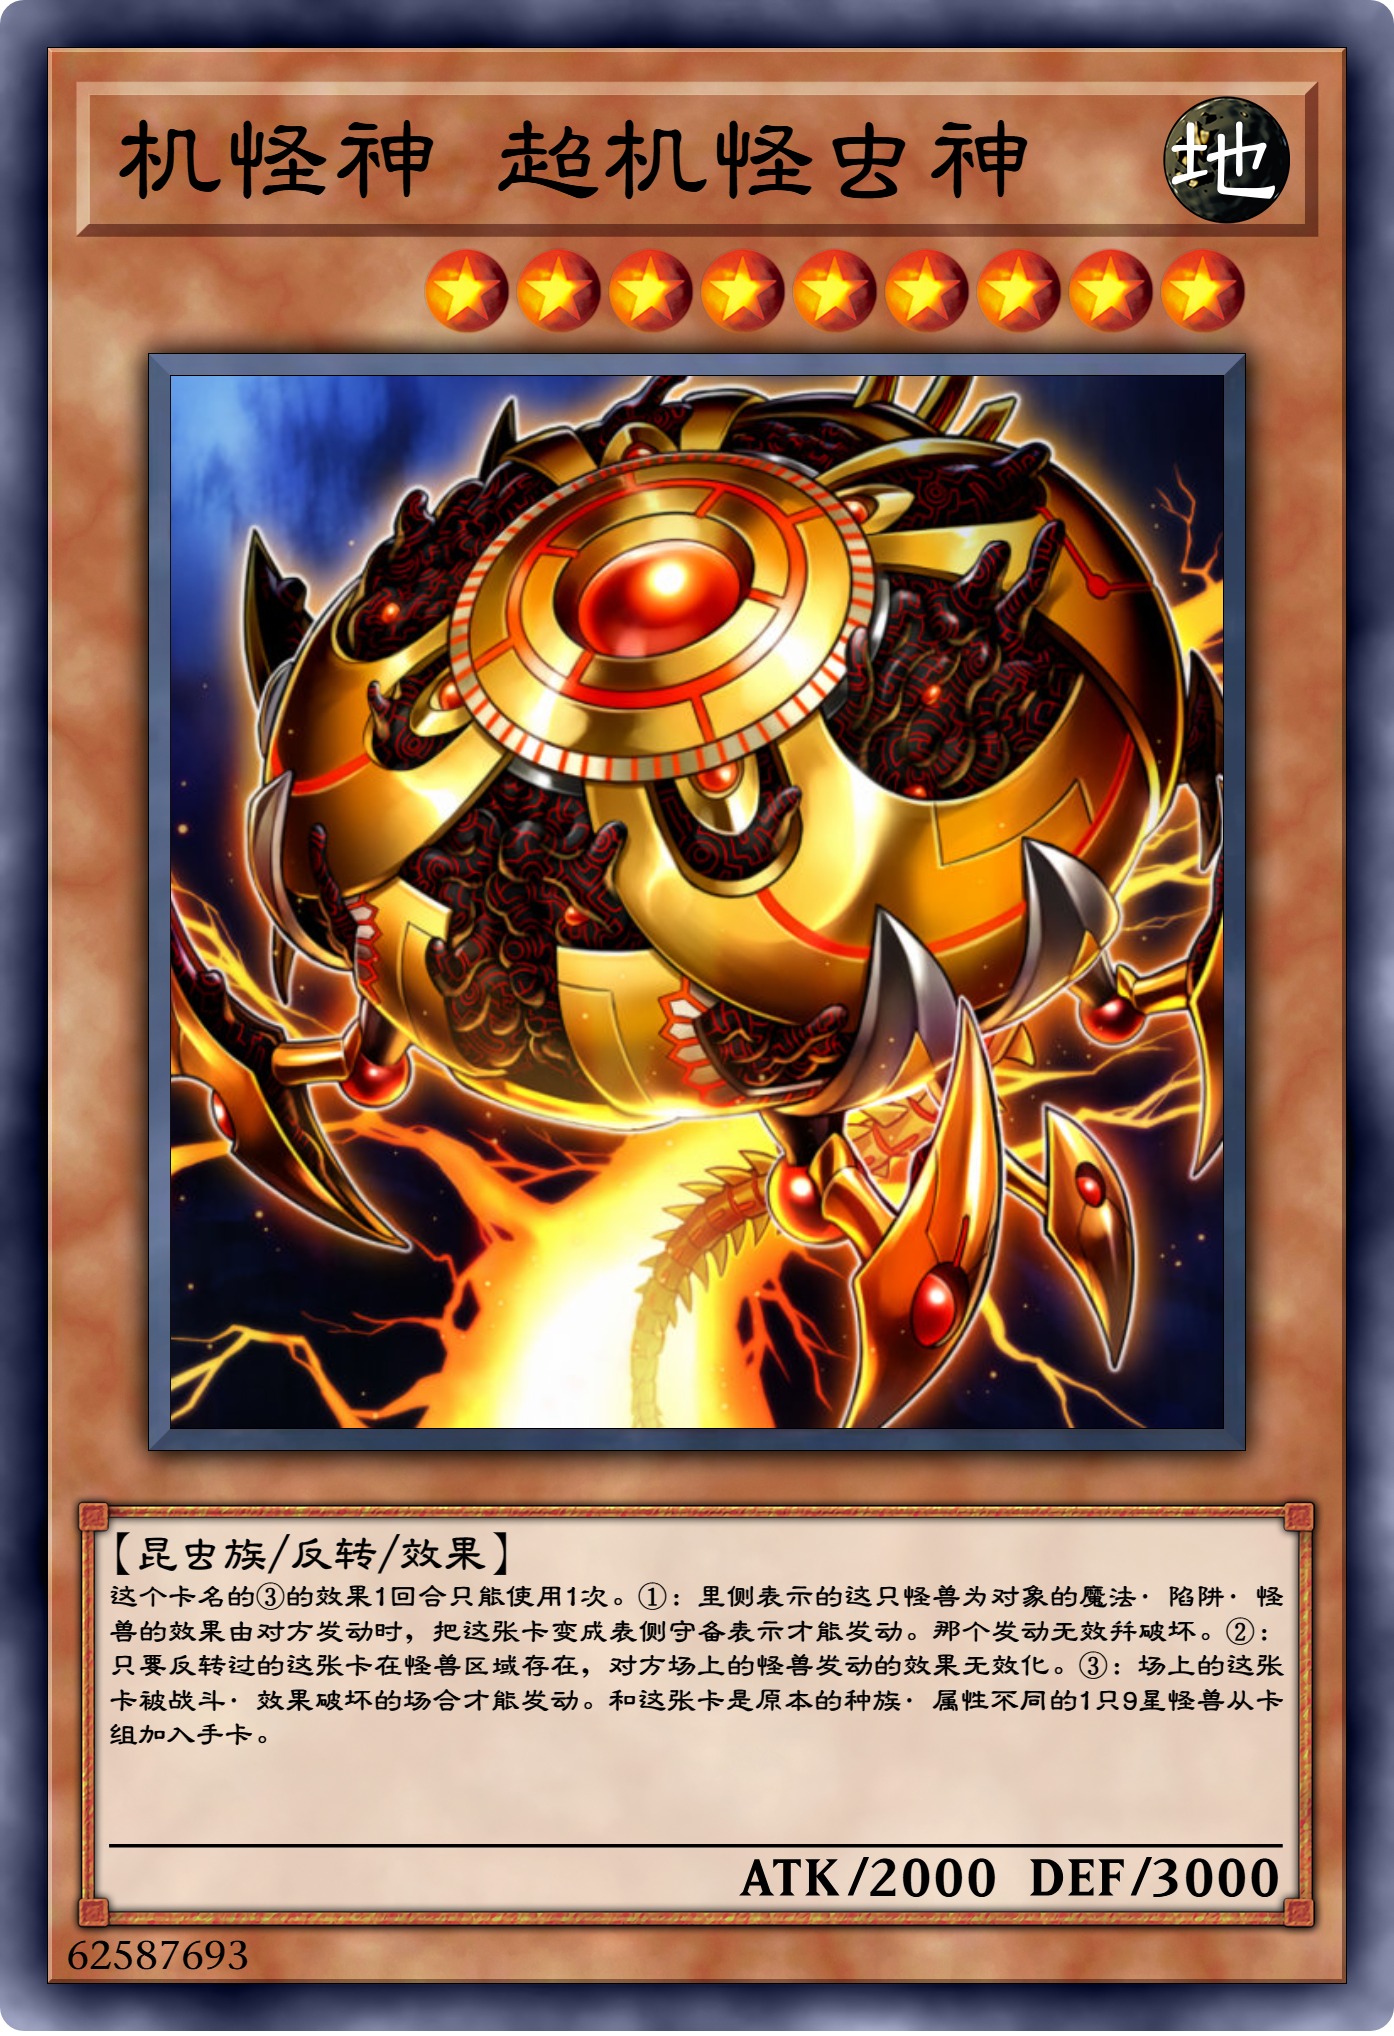 机怪神 超机怪虫神
地
【昆虫族/反转/效果】
这个卡名的③的效果1回合只能使用1次。①：里侧表示的这只怪兽为对象的魔法·陷阱·怪
兽的效果由对方发动时，把这张卡变成表侧守备表示才能发动。那个发动无效并破坏。②：
只要反转过的这张卡在怪兽区域存在，对方场上的怪兽发动的效果无效化。③：场上的这张
卡被战斗·效果破坏的场合才能发动。和这张卡是原本的种族·属性不同的1只9星怪兽从卡
组加入手卡。
ATK/2000 DEF/3000
62587693